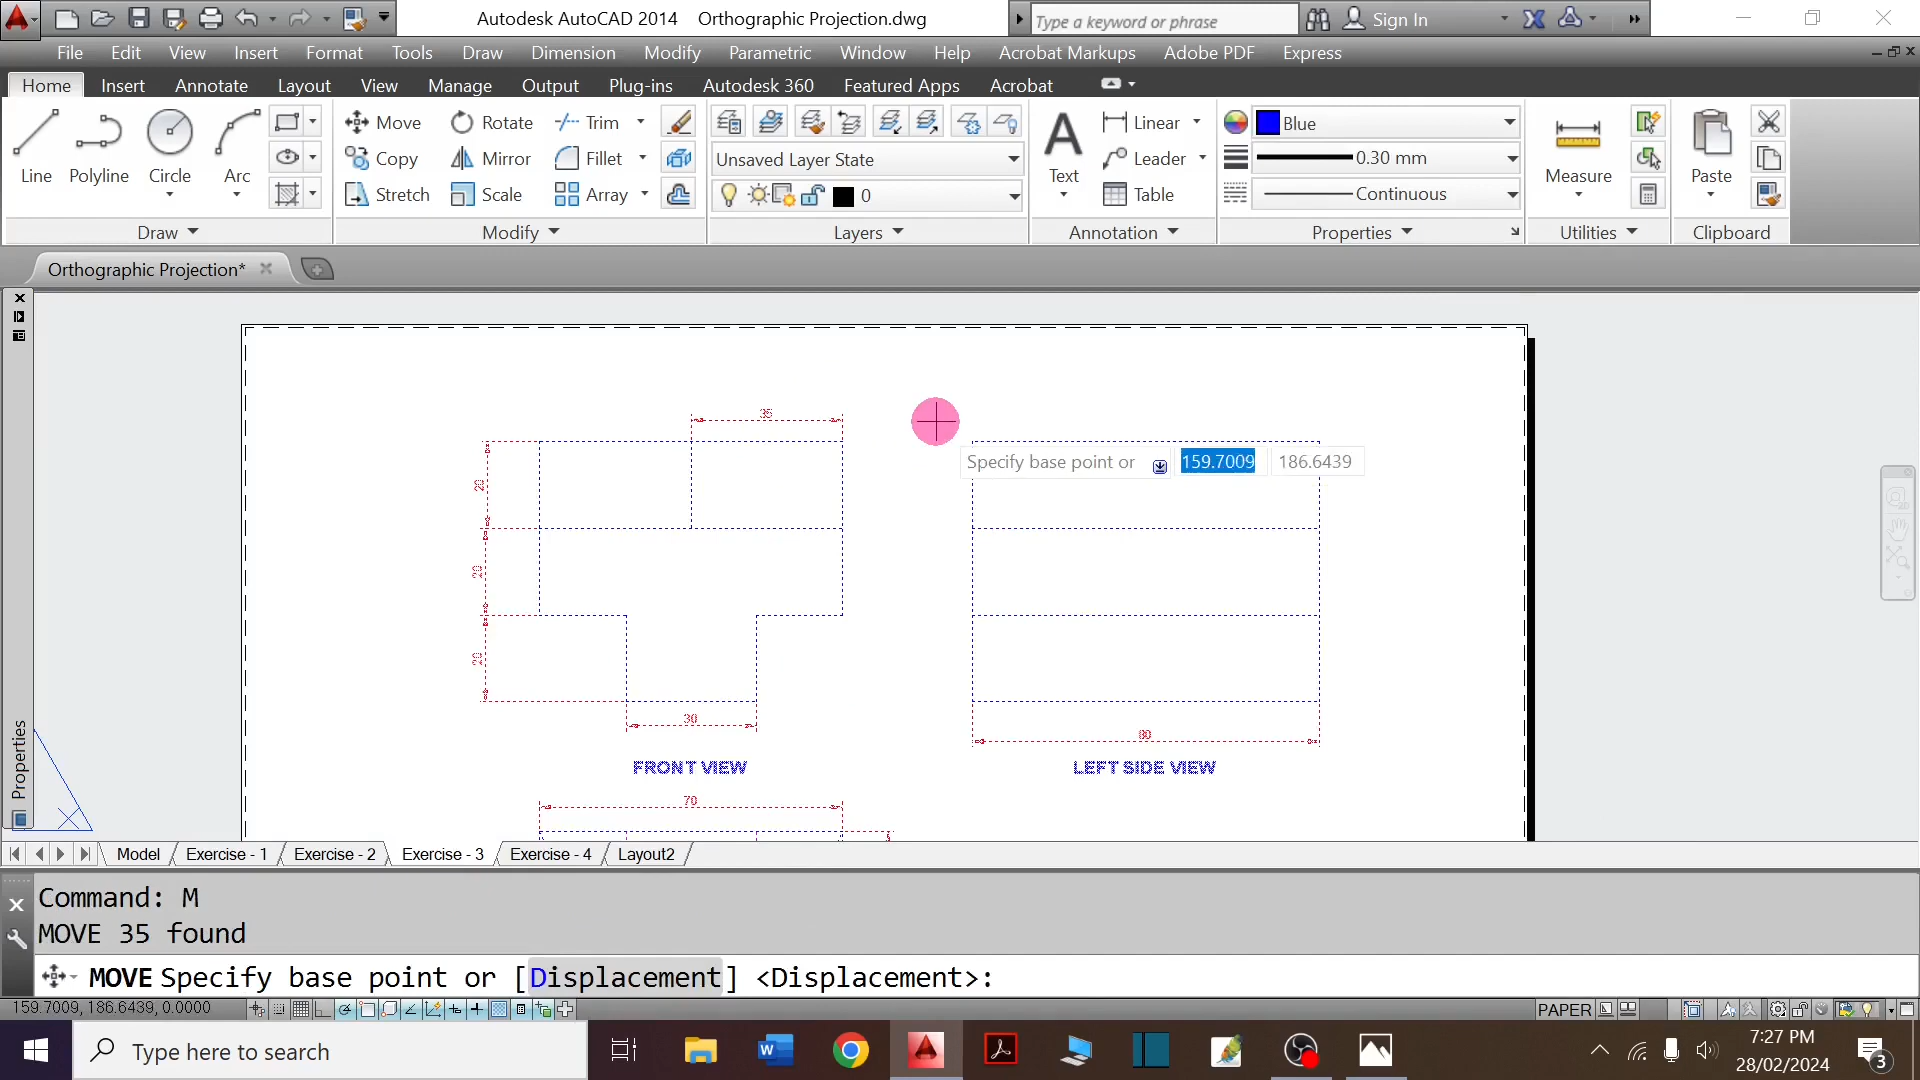 Autodesk AutoCAD 2014 Orthographic Projection.dwg
Type a keyword or phrase
Sign In
File Edit View Insert Format Tools Draw Dimension Modify Parametric Window Help Acrobat Markups Adobe PDF Express
Home Insert Annotate Layout View Manage Output Plug-ins Autodesk 360 Featured Apps Acrobat
Move Rotate Trim
Copy Mirror Fillet
Stretch Scale Array
Line Polyline Circle Arc
Unsaved Layer State
0
Text
Linear
Leader
Table
Blue
0.30 mm
Continuous
Measure
Paste
Draw Modify Layers Annotation Properties Utilities Clipboard
Orthographic Projection*
35
Specify base point or 159.7009 186.6439
20
20
20
30
80
FRONT VIEW
LEFT SIDE VIEW
70
Properties
Model Exercise - 1 Exercise - 2 Exercise - 3 Exercise - 4 Layout2
Command: M
MOVE 35 found
MOVE Specify base point or [Displacement] <Displacement>:
159.7009, 186.6439, 0.0000
PAPER
Type here to search
7:27 PM
28/02/2024
3